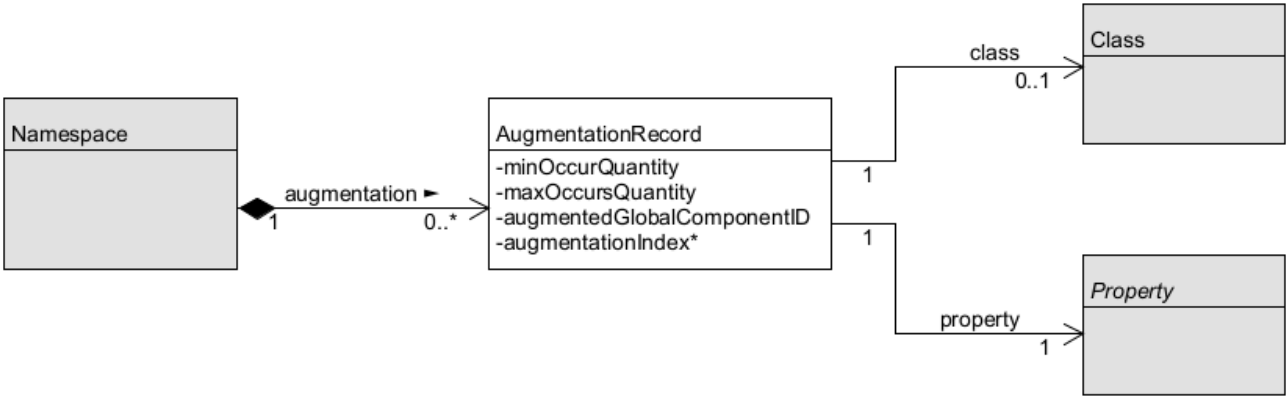 Namespace
augmentation ►
1
0..*
AugmentationRecord
-minOccurQuantity
-maxOccursQuantity
-augmentedGlobalComponentID
-augmentationIndex*
class
0..1
1
Class
1
property
1
Property